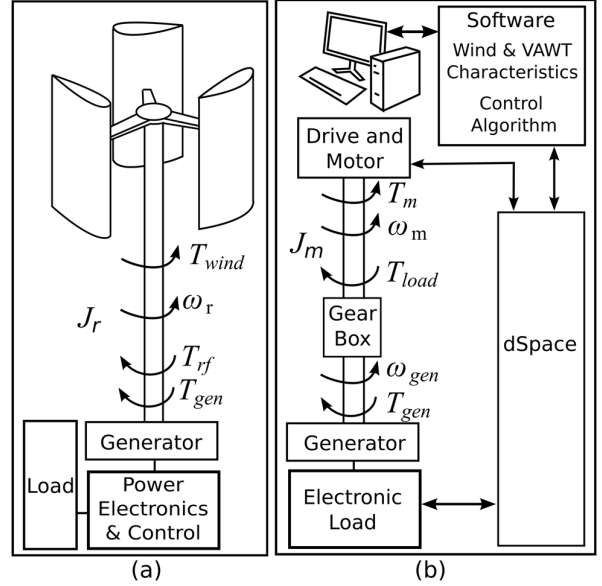 T_wind
J_r
ω_r
T_rf
T_gen
Generator
Load
Power
Electronics
& Control
(a)
Software
Wind & VAWT
Characteristics
Control
Algorithm
Drive and
Motor
T_m
ω_m
J_m
T_load
Gear
Box
dSpace
ω_gen
T_gen
Generator
Electronic
Load
(b)